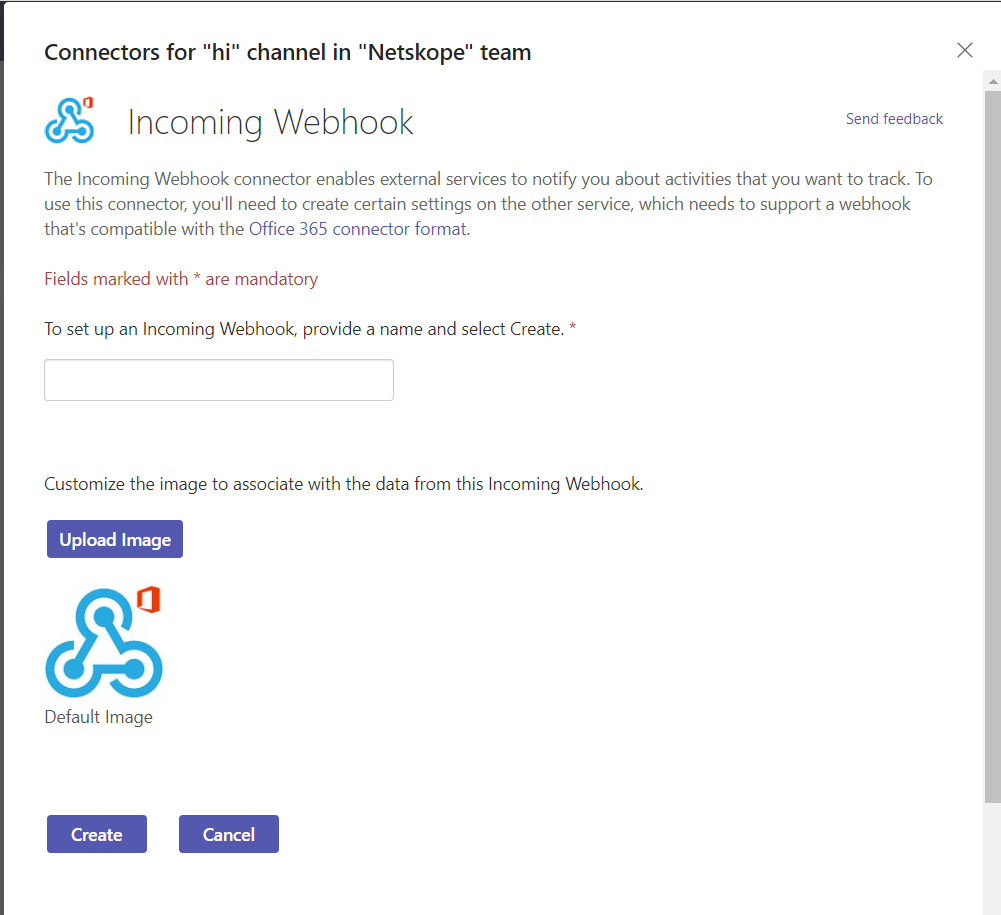 Connectors for "hi" channel in "Netskope" team
Incoming Webhook
Send feedback
The Incoming Webhook connector enables external services to notify you about activities that you want to track. To
use this connector, you'll need to create certain settings on the other service, which needs to support a webhook
that's compatible with the Office 365 connector format.
Fields marked with * are mandatory
To set up an Incoming Webhook, provide a name and select Create. *
Customize the image to associate with the data from this Incoming Webhook.
Upload Image
Default Image
Create
Cancel